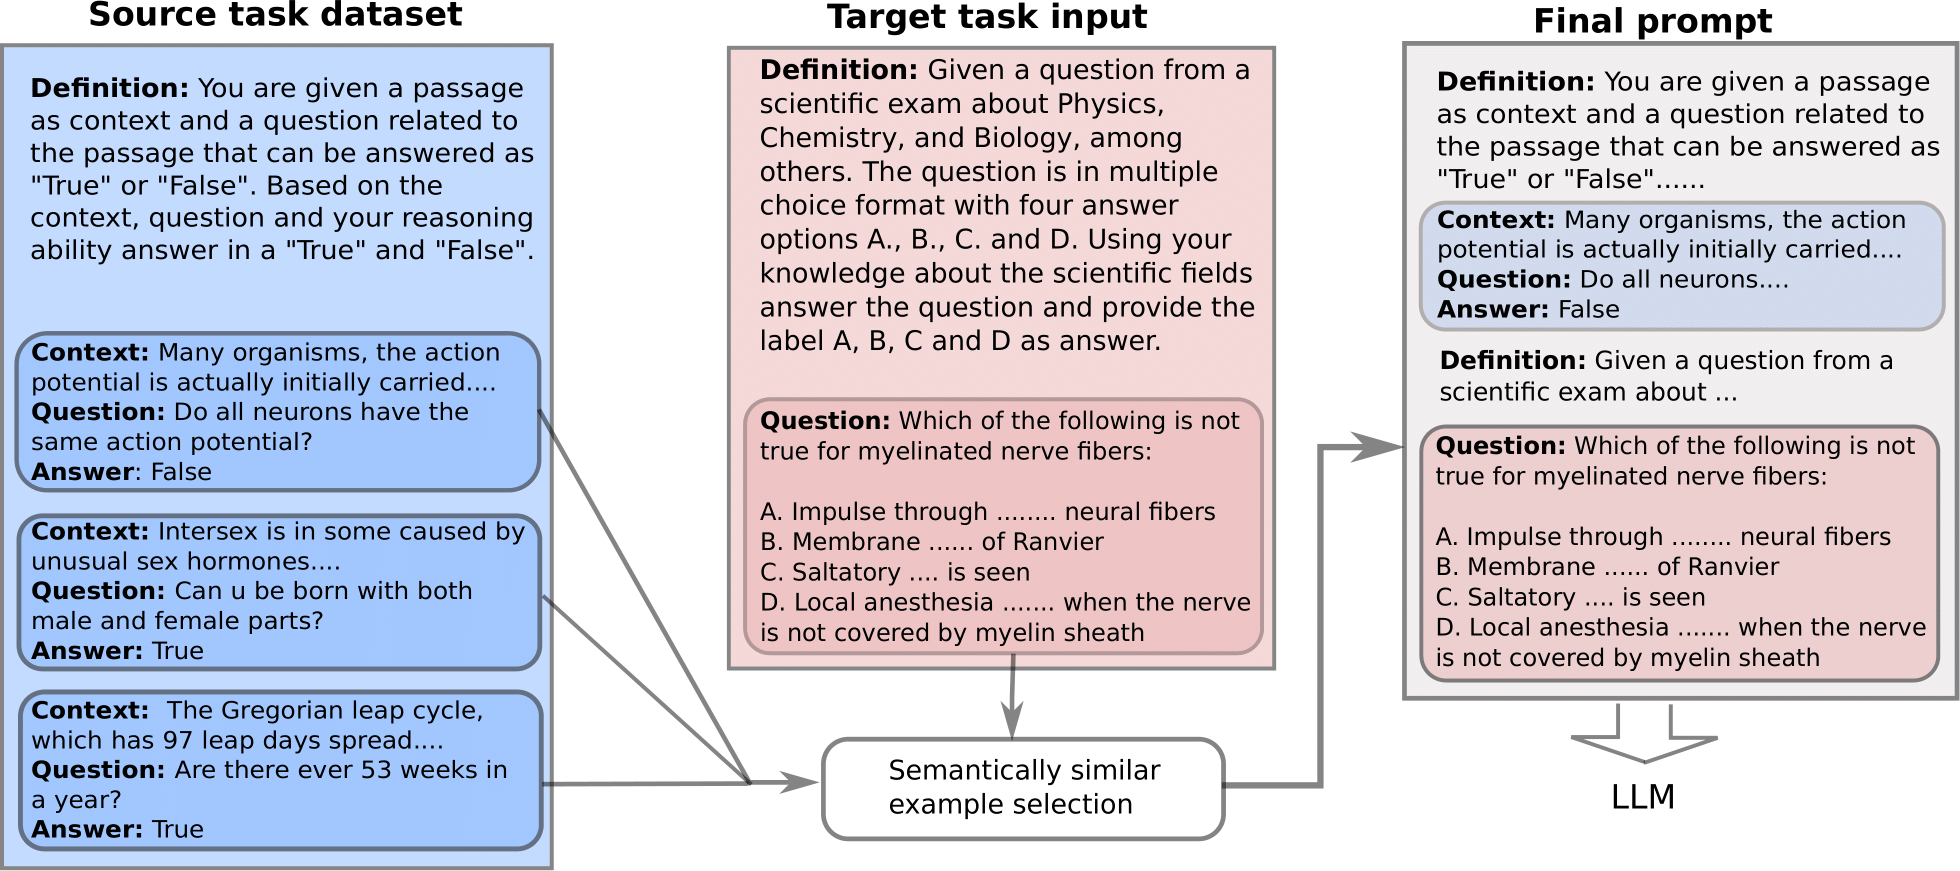 Source task dataset
Definition: You are given a passage
as context and a question related to
the passage that can be answered as
"True" or "False". Based on the
context, question and your reasoning
ability answer in a "True" and "False".
Context: Many organisms, the action
potential is actually initially carried....
Question: Do all neurons have the
same action potential?
Answer: False
Context: Intersex is in some caused by
unusual sex hormones....
Question: Can u be born with both
male and female parts?
Answer: True
Context: The Gregorian leap cycle,
which has 97 leap days spread....
Question: Are there ever 53 weeks in
a year?
Answer: True
Target task input
Definition: Given a question from a
scientific exam about Physics,
Chemistry, and Biology, among
others. The question is in multiple
choice format with four answer
options A., B., C. and D. Using your
knowledge about the scientific fields
answer the question and provide the
label A, B, C and D as answer.
Question: Which of the following is not
true for myelinated nerve fibers:
A. Impulse through ........ neural fibers
B. Membrane ...... of Ranvier
C. Saltatory .... is seen
D. Local anesthesia ....... when the nerve
is not covered by myelin sheath
Semantically similar
example selection
Final prompt
Definition: You are given a passage
as context and a question related to
the passage that can be answered as
"True" or "False"......
Context: Many organisms, the action
potential is actually initially carried....
Question: Do all neurons....
Answer: False
Definition: Given a question from a
scientific exam about ...
Question: Which of the following is not
true for myelinated nerve fibers:
A. Impulse through ........ neural fibers
B. Membrane ...... of Ranvier
C. Saltatory .... is seen
D. Local anesthesia ....... when the nerve
is not covered by myelin sheath
LLM